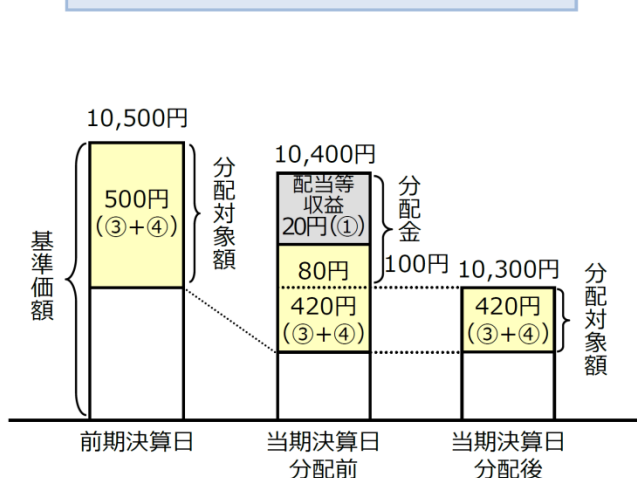 10,500円
500円
(③+④)
分配対象額
基準価額
10,400円
配当等
収益
20円(①)
分配金
80円
100円
420円
(③+④)
10,300円
420円
(③+④)
分配対象額
前期決算日
当期決算日
分配前
当期決算日
分配後